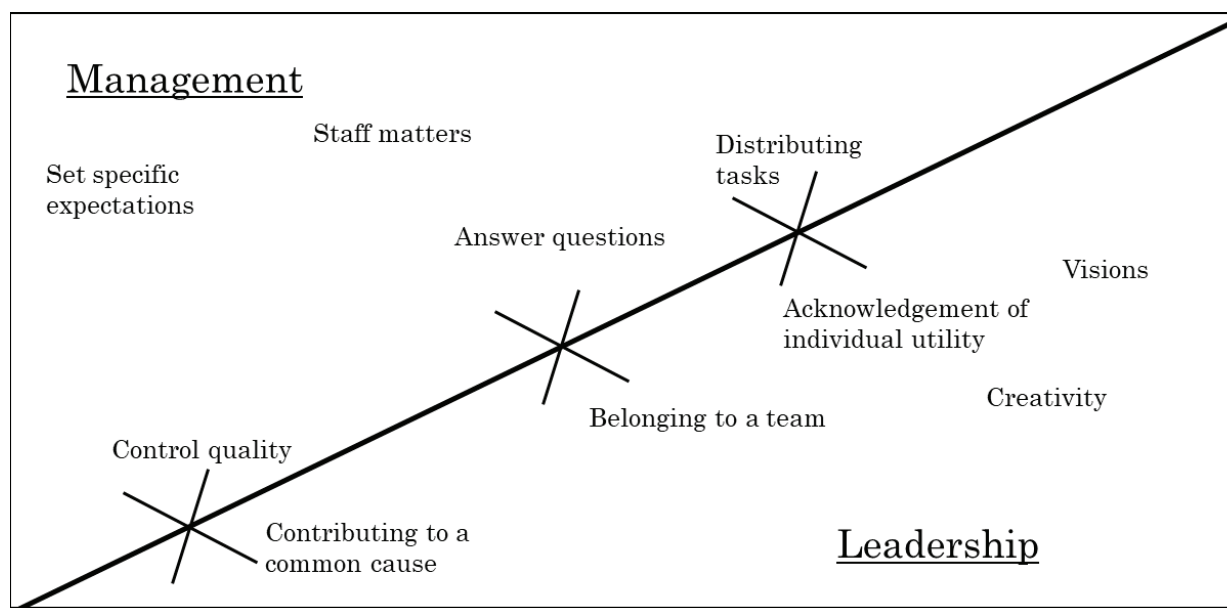 Management
Staff matters
Set specific
expectations
Distributing
tasks
Answer questions
Visions
Acknowledgement of
individual utility
Creativity
Belonging to a team
Control quality
Contributing to a
common cause
Leadership